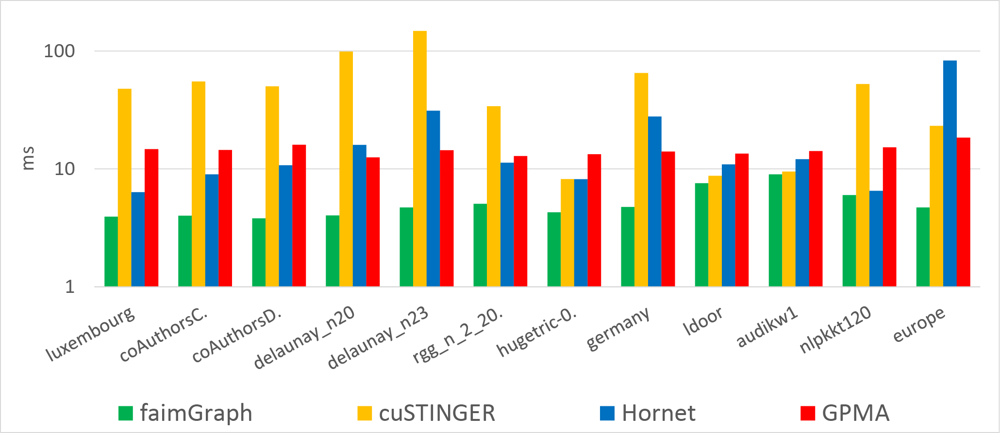 100
10
1
ms
luxembourg
coAuthorsC.
coAuthorsD.
delaunay_n20
delaunay_n23
rgg_n_2_20.
hugetric-0.
germany
ldoor
audikw1
nlpkkt120
europe
faimGraph
cuSTINGER
Hornet
GPMA